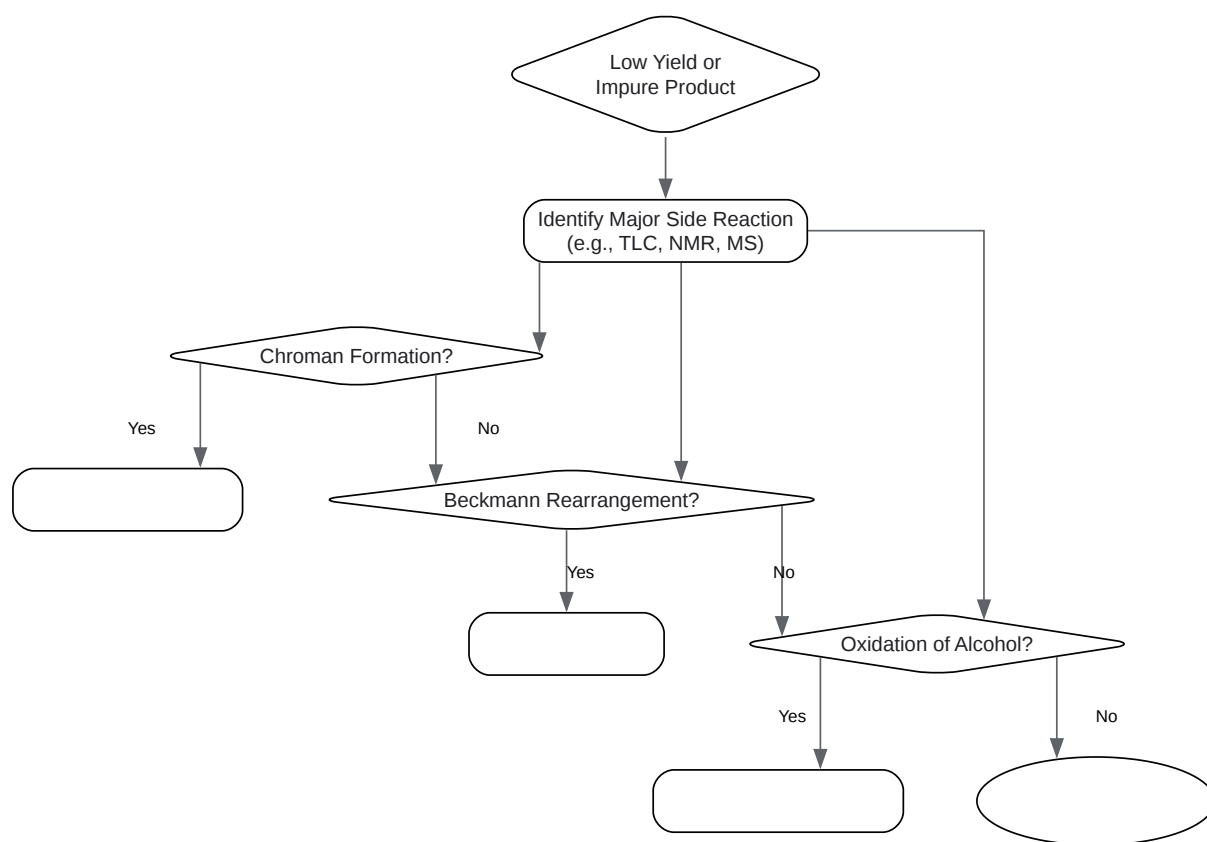 Low Yield or
Impure Product
Identify Major Side Reaction
(e.g., TLC, NMR, MS)
Chroman Formation?
Yes
No
Beckmann Rearrangement?
Yes
No
Oxidation of Alcohol?
Yes
No